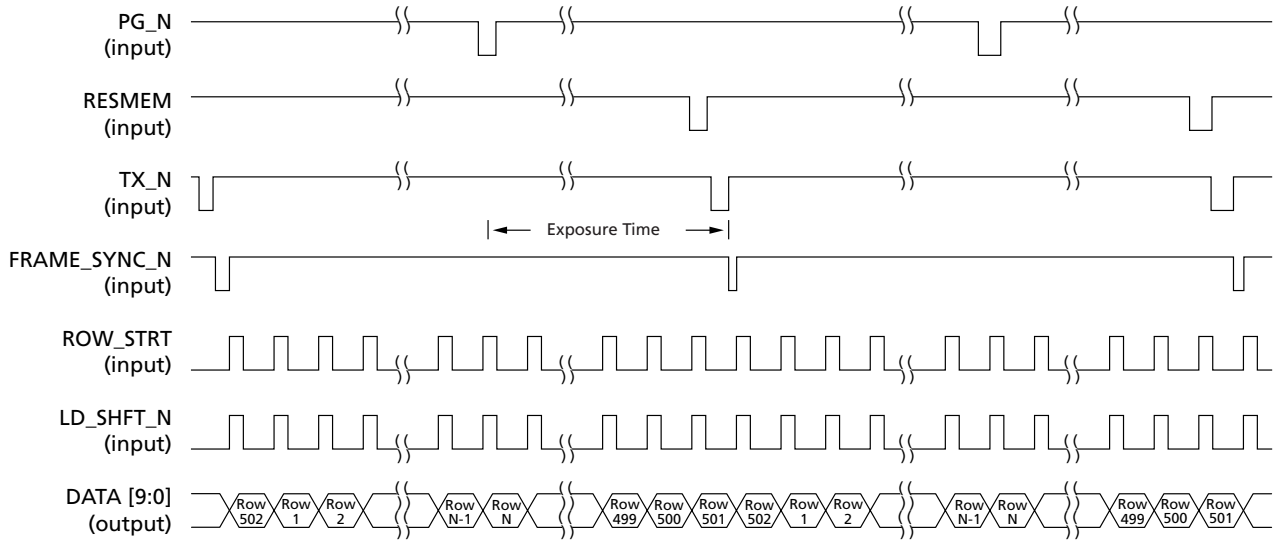 PG_N
(input)
RESMEM
(input)
TX_N
(input)
Exposure Time
FRAME_SYNC_N
(input)
ROW_STRT
(input)
LD_SHFT_N
(input)
DATA [9:0]
(output)
Row
502
Row
1
Row
2
Row
N-1
Row
N
Row
499
Row
500
Row
501
Row
502
Row
1
Row
2
Row
N-1
Row
N
Row
499
Row
500
Row
501